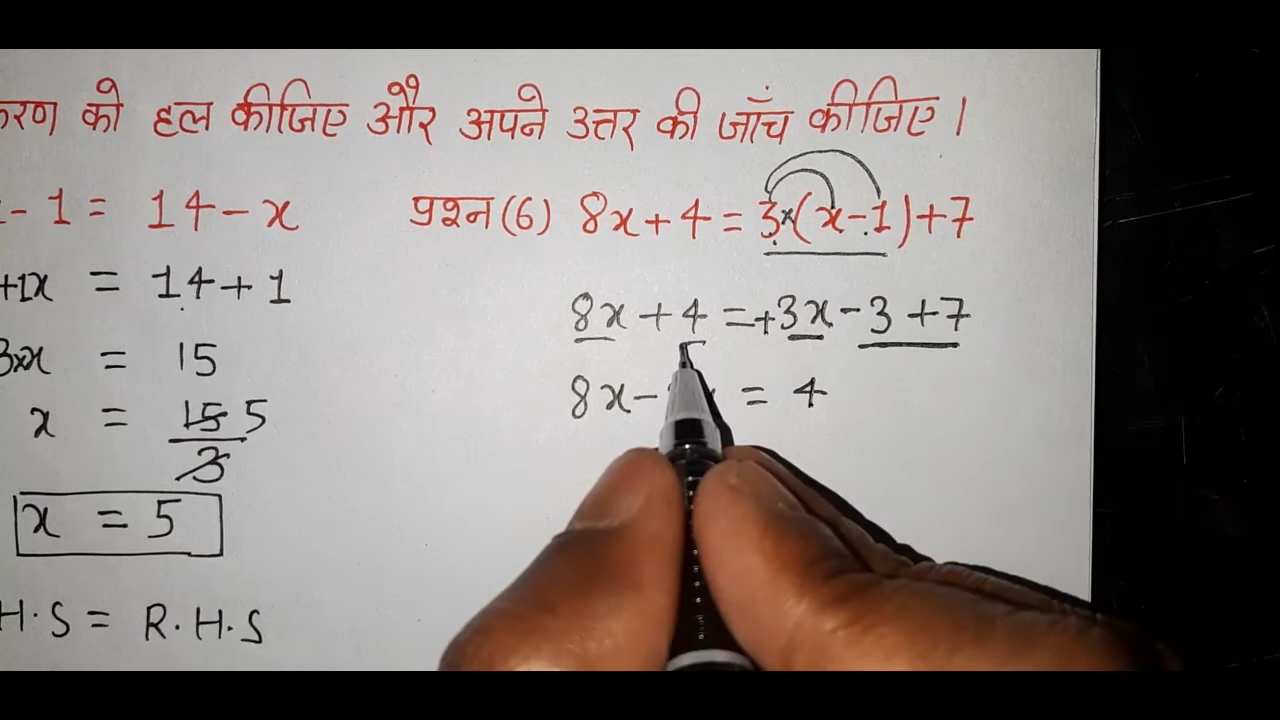 को हल कीजिए और अपने उत्तर की जाँच कीजिए ।
- 1 = 14 - x
+1x = 14 + 1
3x = 15
x = 15 5
3
x = 5
H.S = R.H.S
प्रश्न (6) 8x + 4 = 3×(x - 1) + 7
8x + 4 = +3x - 3 + 7
8x - = 4